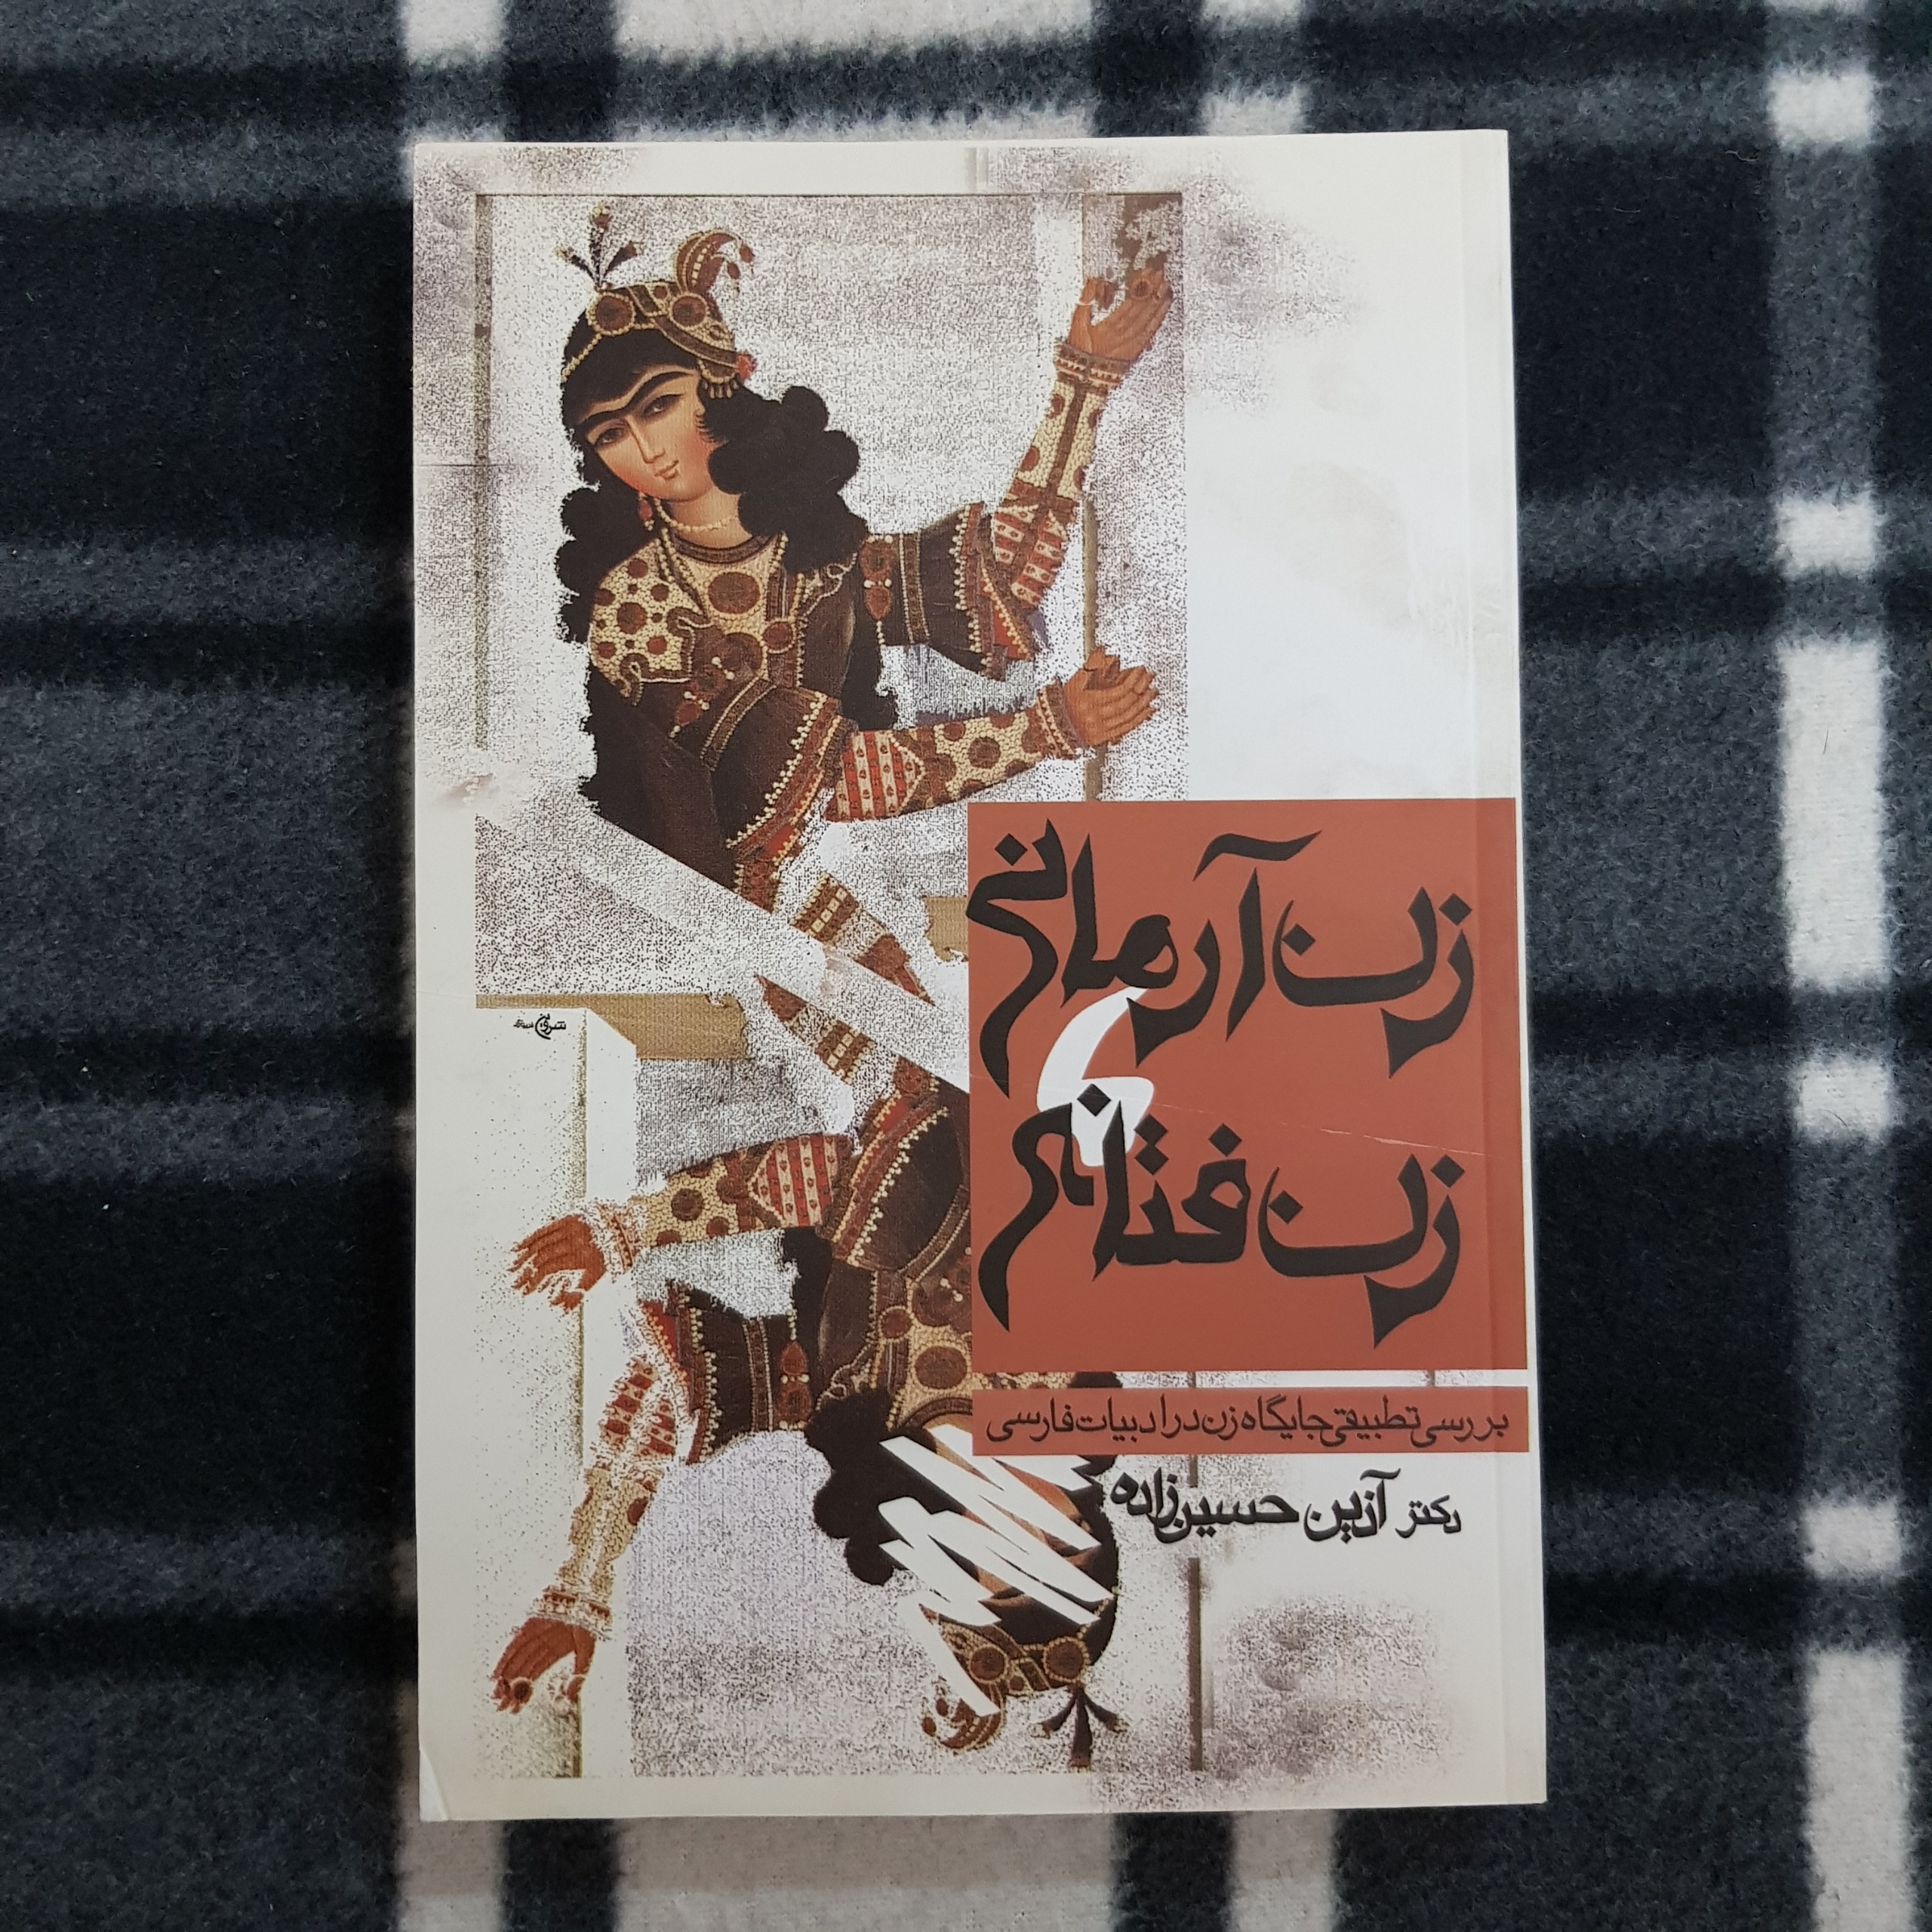 زن آرمانی
و
زن فتانه
بررسی تطبیقی جایگاه زن در ادبیات فارسی
دکتر آذین حسین‌زاده